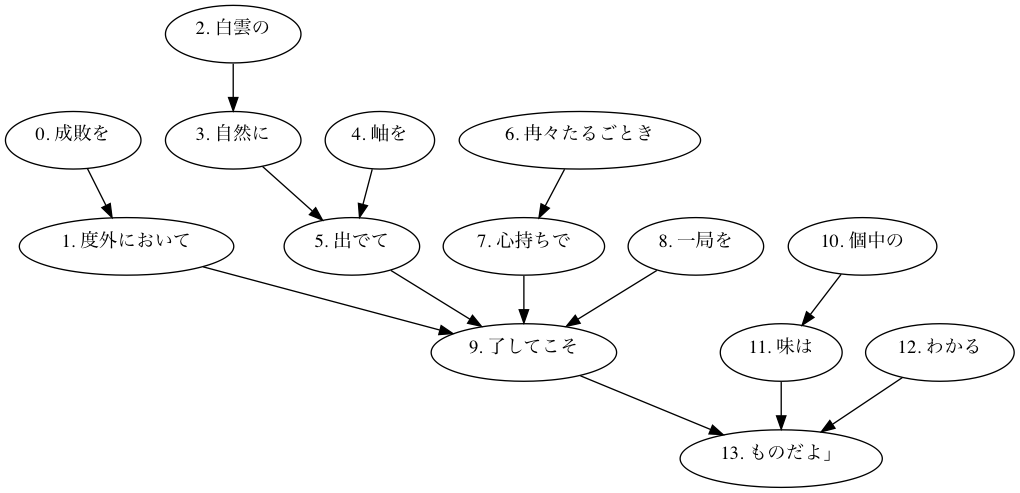 2. 白雲の
0. 成敗を
3. 自然に
4. 岫を
6. 冉々たるごとき
1. 度外において
5. 出でて
7. 心持ちで
8. 一局を
10. 個中の
9. 了してこそ
11. 味は
12. わかる
13. ものだよ」